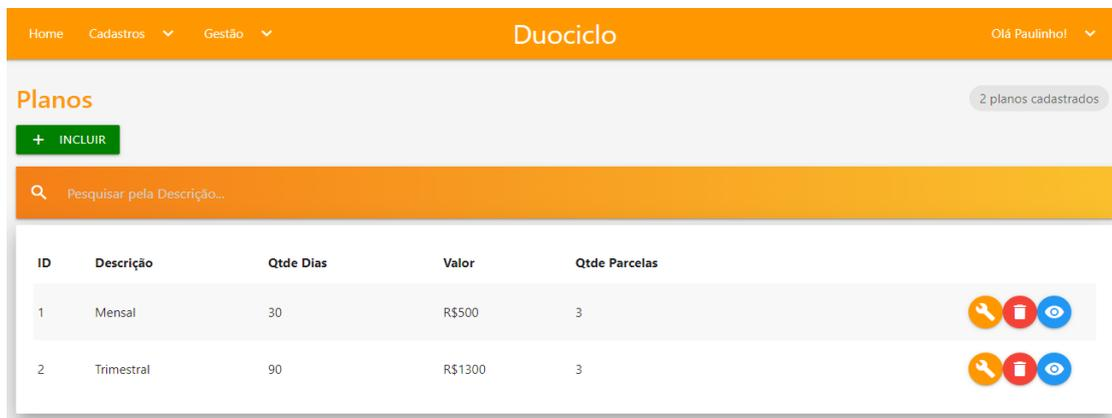 Home Cadastros Gestão Duociclo Olá Paulinho!
Planos 2 planos cadastrados
+ INCLUIR
Pesquisar pela Descrição...
ID Descrição Qtde Dias Valor Qtde Parcelas
1 Mensal 30 R$500 3
2 Trimestral 90 R$1300 3